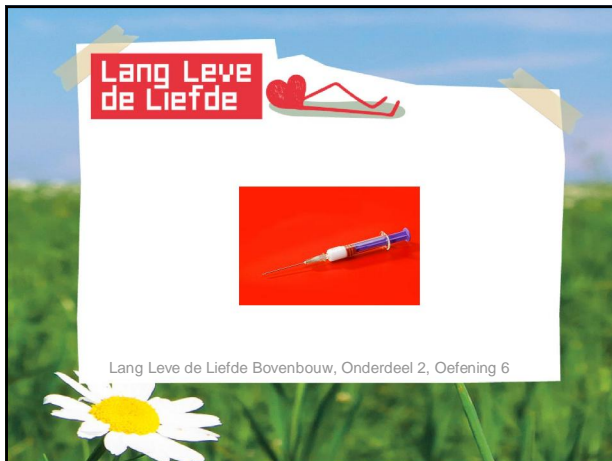 Lang Leve
de Liefde
Lang Leve de Liefde Bovenbouw, Onderdeel 2, Oefening 6